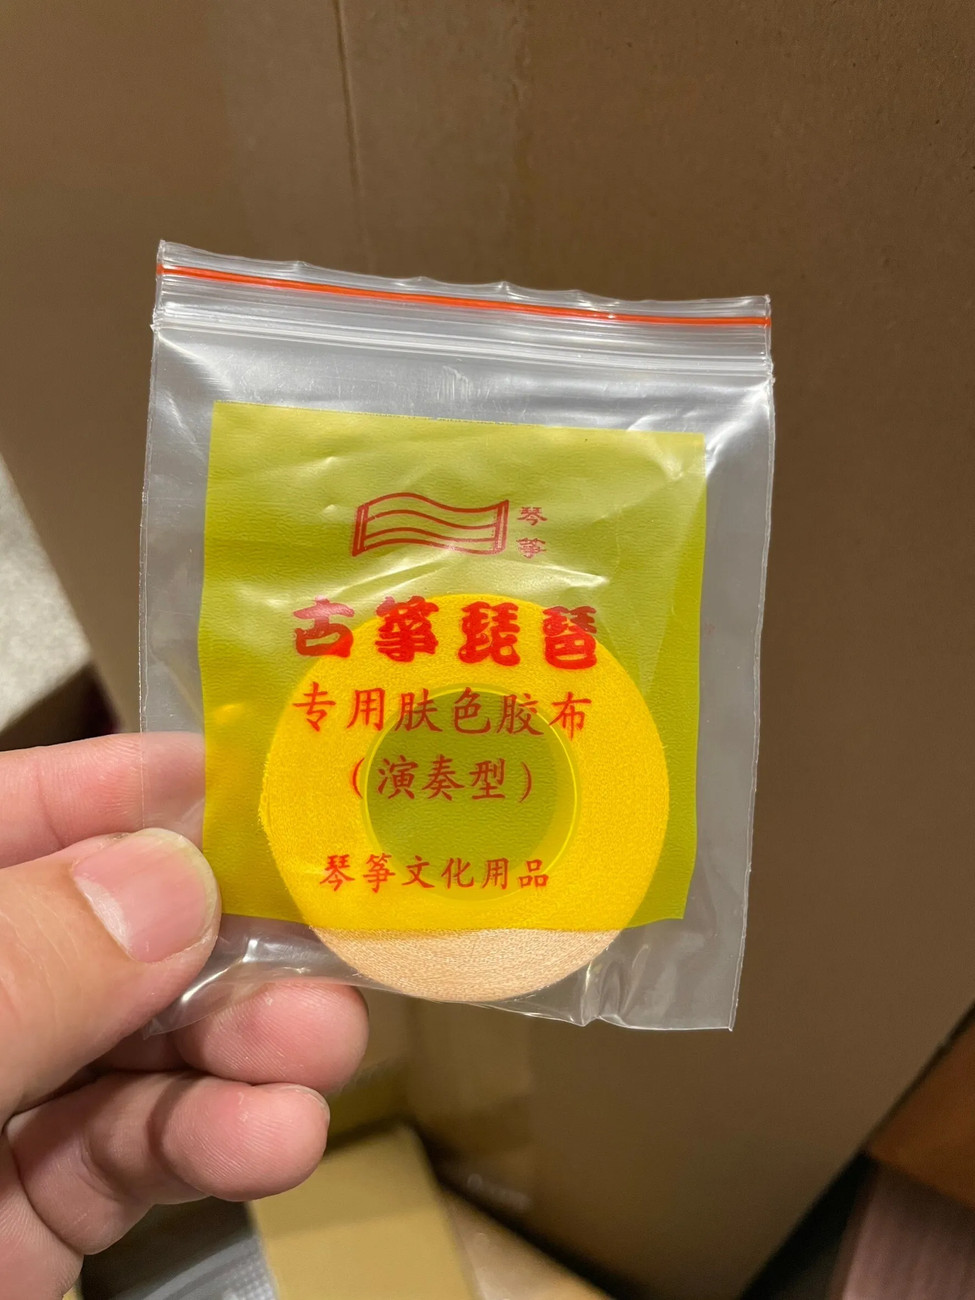 琴
筝
古筝琵琶
专用肤色胶布
（演奏型）
琴筝文化用品